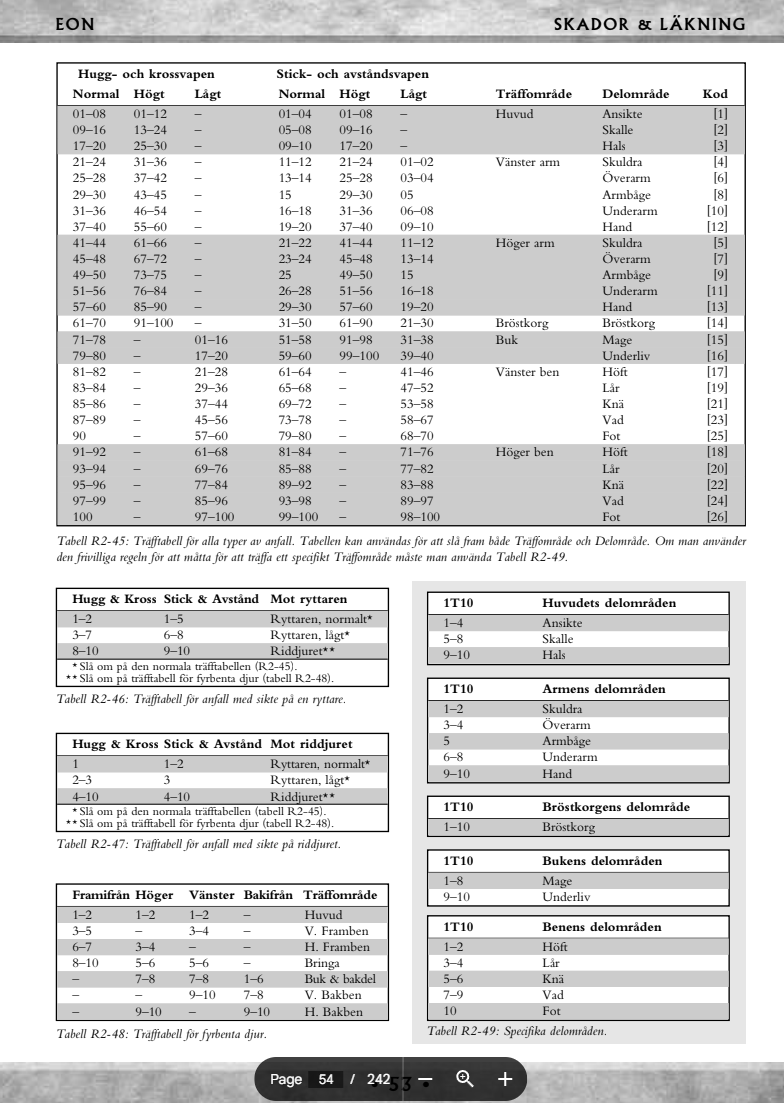 EON SKADOR & LÄKNING
Hugg- och krossvapen Stick- och avståndsvapen
Normal Högt Lågt Normal Högt Lågt Träffområde Delområde Kod
01–08 01–12 – 01–04 01–08 – Huvud Ansikte [1]
09–16 13–24 – 05–08 09–16 – Skalle [2]
17–20 25–30 – 09–10 17–20 – Hals [3]
21–24 31–36 – 11–12 21–24 01–02 Vänster arm Skuldra [4]
25–28 37–42 – 13–14 25–28 03–04 Överarm [6]
29–30 43–45 – 15 29–30 05 Armbåge [8]
31–36 46–54 – 16–18 31–36 06–08 Underarm [10]
37–40 55–60 – 19–20 37–40 09–10 Hand [12]
41–44 61–66 – 21–22 41–44 11–12 Höger arm Skuldra [5]
45–48 67–72 – 23–24 45–48 13–14 Överarm [7]
49–50 73–75 – 25 49–50 15 Armbåge [9]
51–56 76–84 – 26–28 51–56 16–18 Underarm [11]
57–60 85–90 – 29–30 57–60 19–20 Hand [13]
61–70 91–100 – 31–50 61–90 21–30 Bröstkorg Bröstkorg [14]
71–78 – 01–16 51–58 91–98 31–38 Buk Mage [15]
79–80 – 17–20 59–60 99–100 39–40 Underliv [16]
81–82 – 21–28 61–64 – 41–46 Vänster ben Höft [17]
83–84 – 29–36 65–68 – 47–52 Lår [19]
85–86 – 37–44 69–72 – 53–58 Knä [21]
87–89 – 45–56 73–78 – 58–67 Vad [23]
90 – 57–60 79–80 – 68–70 Fot [25]
91–92 – 61–68 81–84 – 71–76 Höger ben Höft [18]
93–94 – 69–76 85–88 – 77–82 Lår [20]
95–96 – 77–84 89–92 – 83–88 Knä [22]
97–99 – 85–96 93–98 – 89–97 Vad [24]
100 – 97–100 99–100 – 98–100 Fot [26]
Tabell R2-45: Träfftabell för alla typer av anfall. Tabellen kan användas för att slå fram både Träffområde och Delområde. Om man använder
den frivilliga regeln för att måtta för att träffa ett specifikt Träffområde måste man använda Tabell R2-49.
Hugg & Kross Stick & Avstånd Mot ryttaren
1–2 1–5 Ryttaren, normalt*
3–7 6–8 Ryttaren, lågt*
8–10 9–10 Riddjuret**
* Slå om på den normala träfftabellen (R2-45).
** Slå om på träfftabell för fyrbenta djur (tabell R2-48).
Tabell R2-46: Träfftabell för anfall med sikte på en ryttare.
Hugg & Kross Stick & Avstånd Mot riddjuret
1 1–2 Ryttaren, normalt*
2–3 3 Ryttaren, lågt*
4–10 4–10 Riddjuret**
* Slå om på den normala träfftabellen (tabell R2-45).
** Slå om på träfftabell för fyrbenta djur (tabell R2-48).
Tabell R2-47: Träfftabell för anfall med sikte på riddjuret.
Framifrån Höger Vänster Bakifrån Träffområde
1–2 1–2 1–2 – Huvud
3–5 – 3–4 – V. Framben
6–7 3–4 – – H. Framben
8–10 5–6 5–6 – Bringa
– 7–8 7–8 1–6 Buk & bakdel
– – 9–10 7–8 V. Bakben
– 9–10 – 9–10 H. Bakben
Tabell R2-48: Träfftabell för fyrbenta djur.
1T10 Huvudets delområden
1–4 Ansikte
5–8 Skalle
9–10 Hals
1T10 Armens delområden
1–2 Skuldra
3–4 Överarm
5 Armbåge
6–8 Underarm
9–10 Hand
1T10 Bröstkorgens delområde
1–10 Bröstkorg
1T10 Bukens delområden
1–8 Mage
9–10 Underliv
1T10 Benens delområden
1–2 Höft
3–4 Lår
5–6 Knä
7–9 Vad
10 Fot
Tabell R2-49: Specifika delområden.
Page 54 / 242
53 •